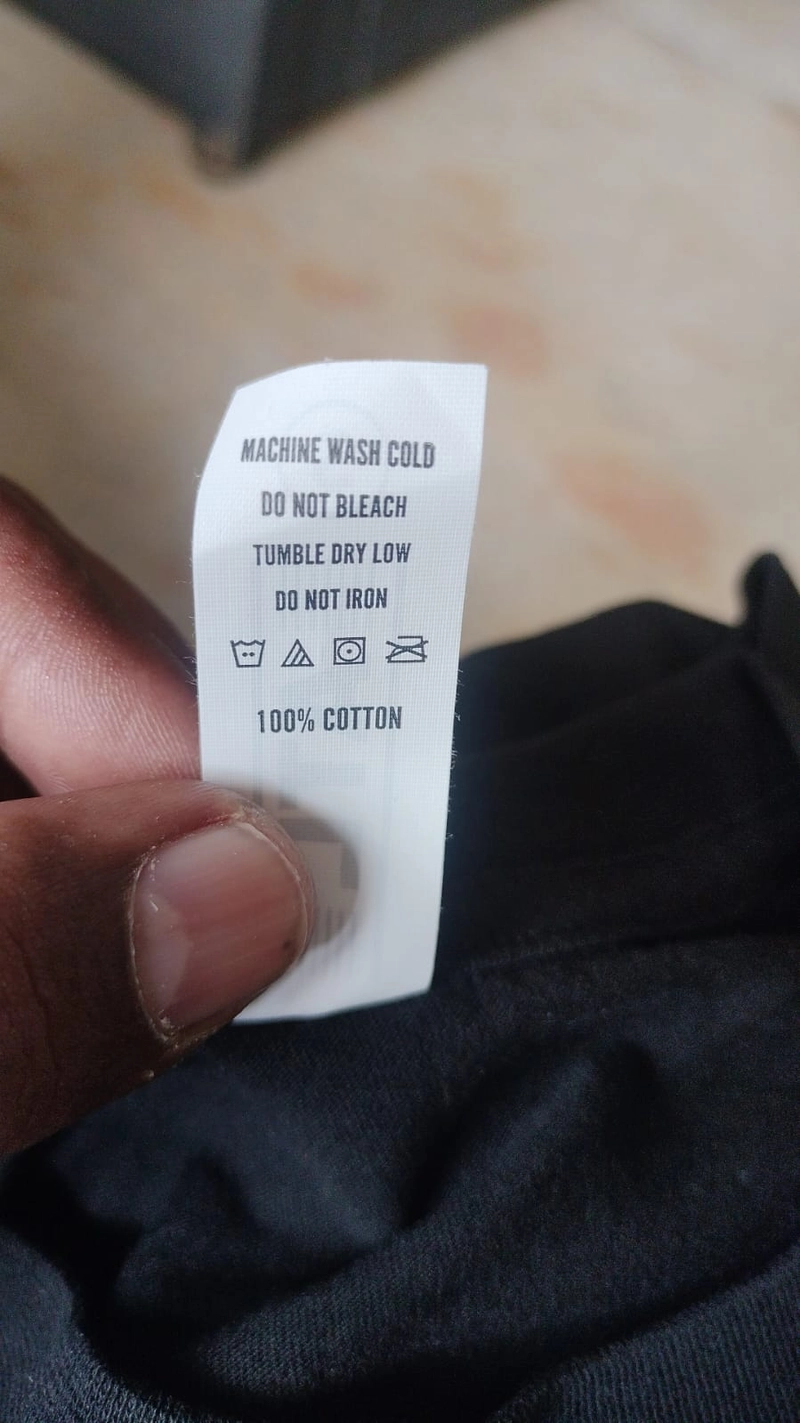 MACHINE WASH COLD
DO NOT BLEACH
TUMBLE DRY LOW
DO NOT IRON
100% COTTON